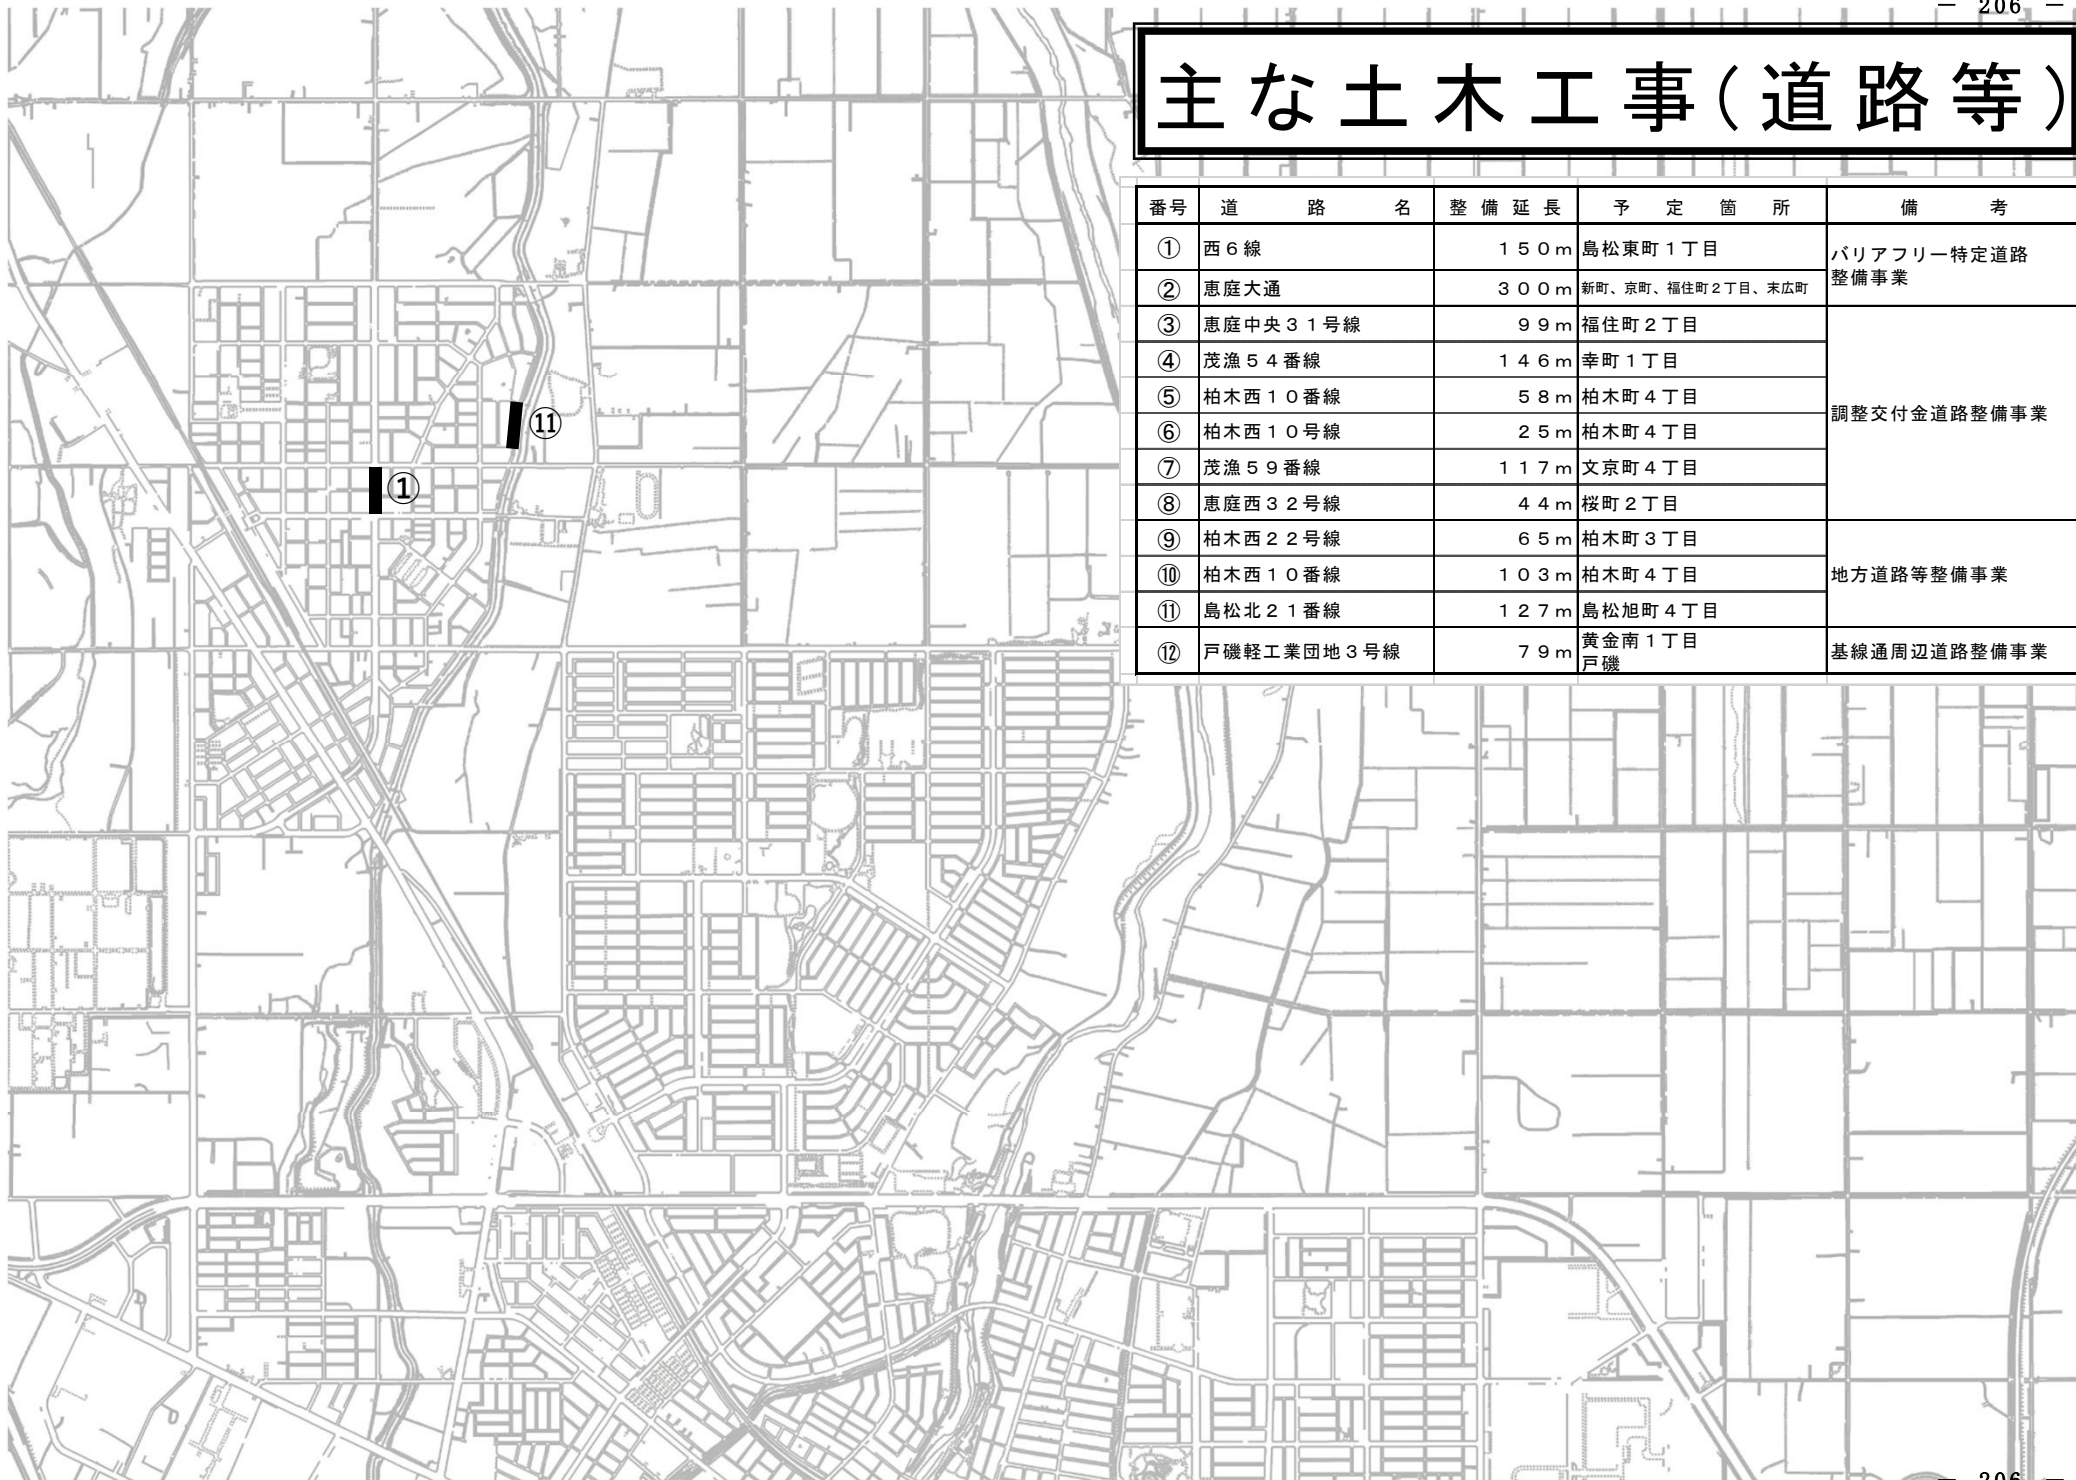 － 206 －
主な土木工事(道路等)
番号 道路名 整備延長 予定箇所 備考
① 西６線 １５０ｍ 島松東町１丁目 バリアフリー特定道路
整備事業
② 恵庭大通 ３００ｍ 新町、京町、福住町２丁目、末広町
③ 恵庭中央３１号線 ９９ｍ 福住町２丁目
④ 茂漁５４番線 １４６ｍ 幸町１丁目
⑤ 柏木西１０番線 ５８ｍ 柏木町４丁目
調整交付金道路整備事業
⑥ 柏木西１０号線 ２５ｍ 柏木町４丁目
⑦ 茂漁５９番線 １１７ｍ 文京町４丁目
⑧ 恵庭西３２号線 ４４ｍ 桜町２丁目
⑨ 柏木西２２号線 ６５ｍ 柏木町３丁目
⑩ 柏木西１０番線 １０３ｍ 柏木町４丁目 地方道路等整備事業
⑪ 島松北２１番線 １２７ｍ 島松旭町４丁目
⑫ 戸磯軽工業団地３号線 ７９ｍ 黄金南１丁目
戸磯 基線通周辺道路整備事業
⑪
①
－ 206 －